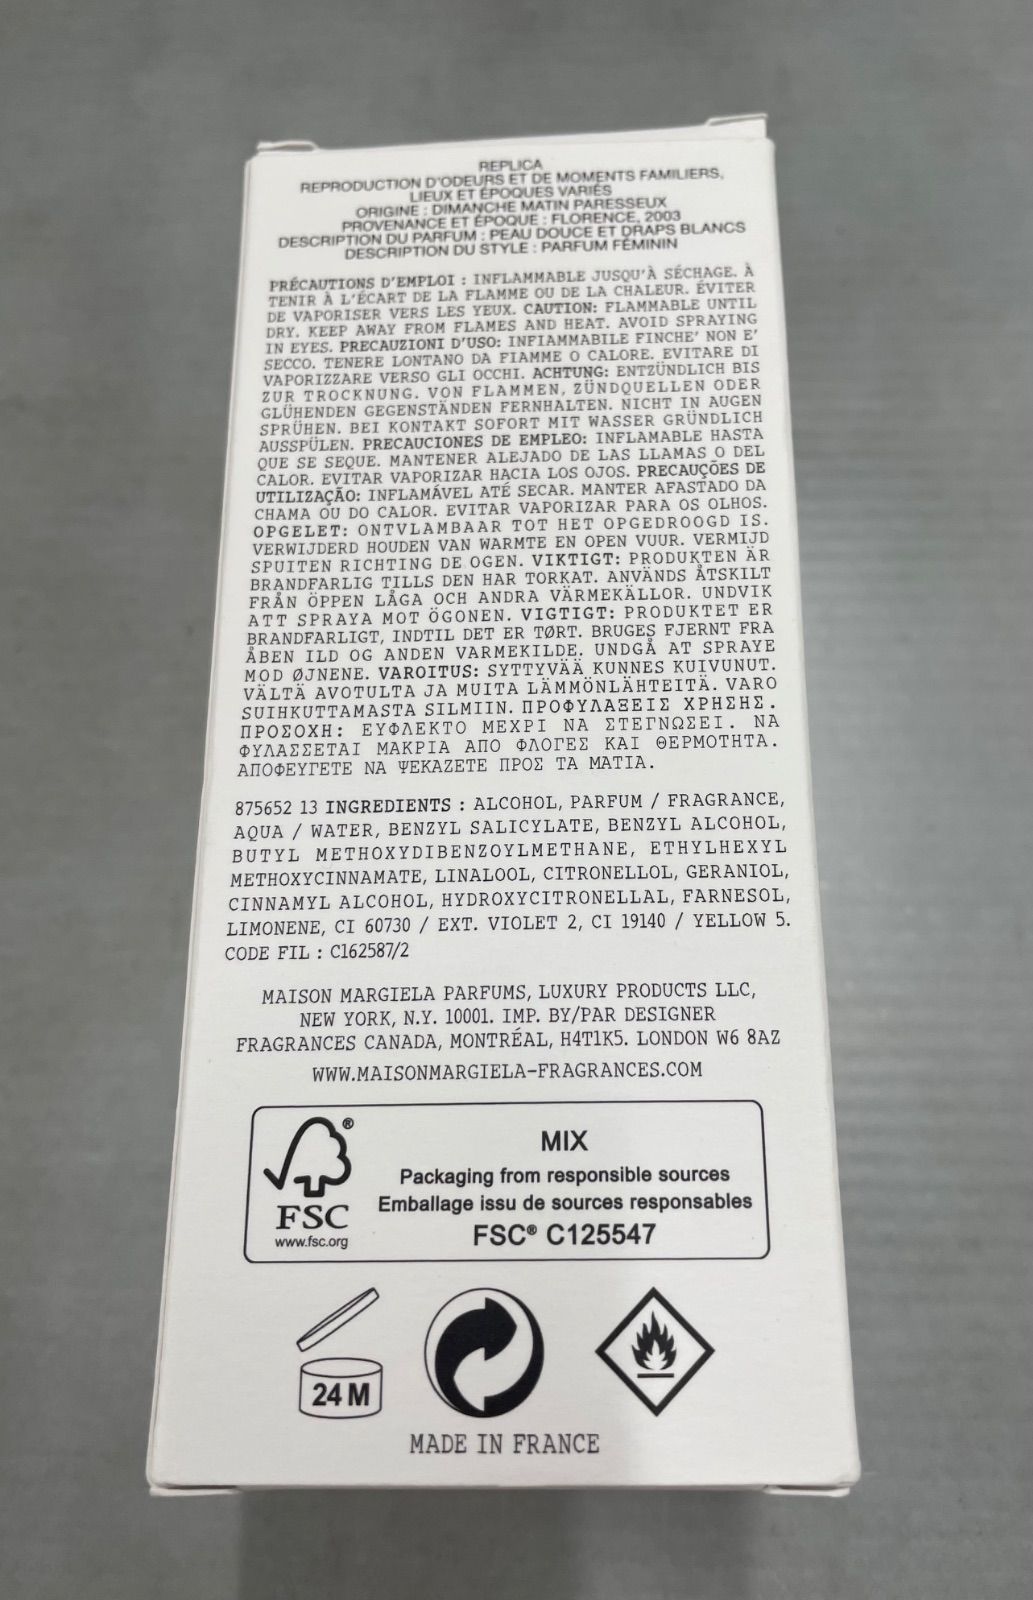 REPLICA
REPRODUCTION D'ODEURS ET DE MOMENTS FAMILIERS,
LIEUX ET ÉPOQUES VARIÉS
ORIGINE : DIMANCHE MATIN PARESSEUX
PROVENANCE ET ÉPOQUE : FLORENCE, 2003
DESCRIPTION DU PARFUM : PEAU DOUCE ET DRAPS BLANCS
DESCRIPTION DU STYLE : PARFUM FÉMININ
PRÉCAUTIONS D'EMPLOI : INFLAMMABLE JUSQU'À SÉCHAGE. À
TENIR À L'ÉCART DE LA FLAMME OU DE LA CHALEUR. ÉVITER
DE VAPORISER VERS LES YEUX. CAUTION: FLAMMABLE UNTIL
DRY. KEEP AWAY FROM FLAMES AND HEAT. AVOID SPRAYING
IN EYES. PRECAUZIONI D'USO: INFIAMMABILE FINCHE' NON E'
SECCO. TENERE LONTANO DA FIAMME O CALORE. EVITARE DI
VAPORIZZARE VERSO GLI OCCHI. ACHTUNG: ENTZÜNDLICH BIS
ZUR TROCKNUNG. VON FLAMMEN, ZÜNDQUELLEN ODER
GLÜHENDEN GEGENSTÄNDEN FERNHALTEN. NICHT IN AUGEN
SPRÜHEN. BEI KONTAKT SOFORT MIT WASSER GRÜNDLICH
AUSSPÜLEN. PRECAUCIONES DE EMPLEO: INFLAMABLE HASTA
QUE SE SEQUE. MANTENER ALEJADO DE LAS LLAMAS O DEL
CALOR. EVITAR VAPORIZAR HACIA LOS OJOS. PRECAUÇÕES DE
UTILIZAÇÃO: INFLAMÁVEL ATÉ SECAR. MANTER AFASTADO DA
CHAMA OU DO CALOR. EVITAR VAPORIZAR PARA OS OLHOS.
OPGELET: ONTVLAMBAAR TOT HET OPGEDROOGD IS.
VERWIJDERD HOUDEN VAN WARMTE EN OPEN VUUR. VERMIJD
SPUITEN RICHTING DE OGEN. VIKTIGT: PRODUKTEN ÄR
BRANDFARLIG TILLS DEN HAR TORKAT. ANVÄNDS ÅTSKILT
FRÅN ÖPPEN LÅGA OCH ANDRA VÄRMEKÄLLOR. UNDVIK
ATT SPRAYA MOT ÖGONEN. VIGTIGT: PRODUKTET ER
BRANDFARLIGT, INDTIL DET ER TØRT. BRUGES FJERNT FRA
ÅBEN ILD OG ANDEN VARMEKILDE. UNDGÅ AT SPRAYE
MOD ØJNENE. VAROITUS: SYTTYVÄÄ KUNNES KUIVUNUT.
VÄLTÄ AVOTULTA JA MUITA LÄMMÖNLÄHTEITÄ. VARO
SUIHKUTTAMASTA SILMIIN. ΠΡΟΦΥΛΑΞΕΙΣ ΧΡΗΣΗΣ.
ΠΡΟΣΟΧΗ: ΕΥΦΛΕΚΤΟ ΜΕΧΡΙ ΝΑ ΣΤΕΓΝΩΣΕΙ. ΝΑ
ΦΥΛΑΣΣΕΤΑΙ ΜΑΚΡΙΑ ΑΠΟ ΦΛΟΓΕΣ ΚΑΙ ΘΕΡΜΟΤΗΤΑ.
ΑΠΟΦΕΥΓΕΤΕ ΝΑ ΨΕΚΑΖΕΤΕ ΠΡΟΣ ΤΑ ΜΑΤΙΑ.
875652 13 INGREDIENTS : ALCOHOL, PARFUM / FRAGRANCE,
AQUA / WATER, BENZYL SALICYLATE, BENZYL ALCOHOL,
BUTYL METHOXYDIBENZOYLMETHANE, ETHYLHEXYL
METHOXYCINNAMATE, LINALOOL, CITRONELLOL, GERANIOL,
CINNAMYL ALCOHOL, HYDROXYCITRONELLAL, FARNESOL,
LIMONENE, CI 60730 / EXT. VIOLET 2, CI 19140 / YELLOW 5.
CODE FIL : C162587/2
MAISON MARGIELA PARFUMS, LUXURY PRODUCTS LLC,
NEW YORK, N.Y. 10001. IMP. BY/PAR DESIGNER
FRAGRANCES CANADA, MONTRÉAL, H4T1K5. LONDON W6 8AZ
WWW.MAISONMARGIELA-FRAGRANCES.COM
®
FSC
www.fsc.org
MIX
Packaging from responsible sources
Emballage issu de sources responsables
FSC® C125547
24 M
MADE IN FRANCE